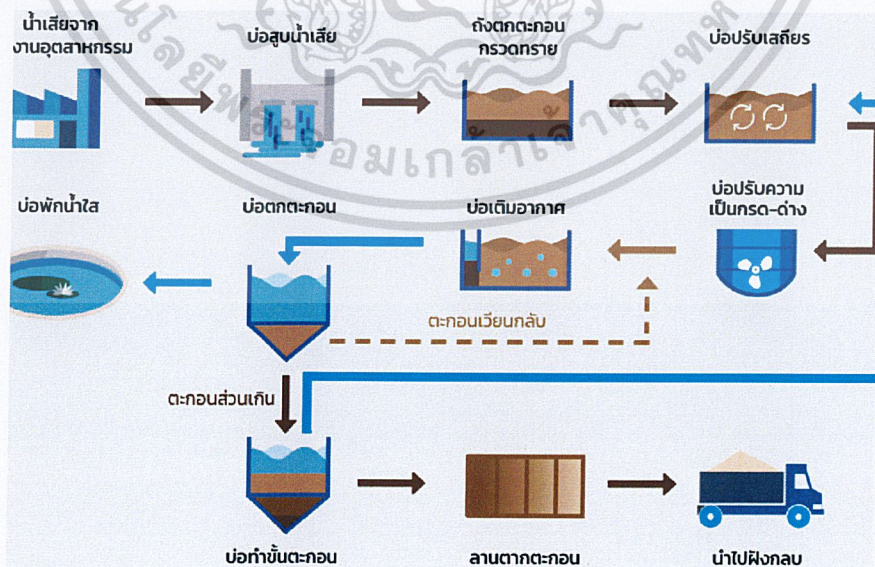 น้ำเสียจาก
งานอุตสาหกรรม
บ่อสูบน้ำเสีย
ถังตกตะกอน
กรวดทราย
บ่อปรับเสถียร
บ่อพักน้ำใส
บ่อตกตะกอน
บ่อเติมอากาศ
บ่อปรับความ
เป็นกรด-ด่าง
ตะกอนเวียนกลับ
ตะกอนส่วนเกิน
บ่อทำขั้นตะกอน
ลานตากตะกอน
นำไปฝังกลบ